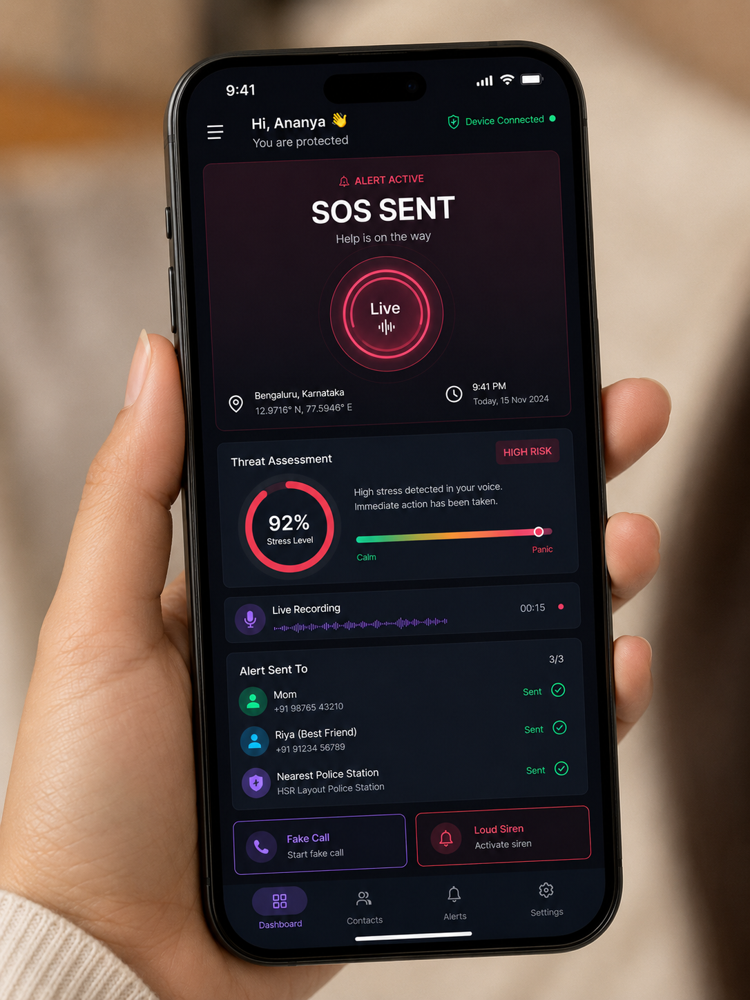 9:41
Hi, Ananya 👋
You are protected
Device Connected
ALERT ACTIVE
SOS SENT
Help is on the way
Live
Bengaluru, Karnataka
12.9716° N, 77.5946° E
9:41 PM
Today, 15 Nov 2024
Threat Assessment
HIGH RISK
92%
Stress Level
High stress detected in your voice.
Immediate action has been taken.
Calm
Panic
Live Recording
00:15
Alert Sent To
3/3
Mom
+91 98765 43210
Sent
Riya (Best Friend)
+91 91234 56789
Sent
Nearest Police Station
HSR Layout Police Station
Sent
Fake Call
Start fake call
Loud Siren
Activate siren
Dashboard
Contacts
Alerts
Settings